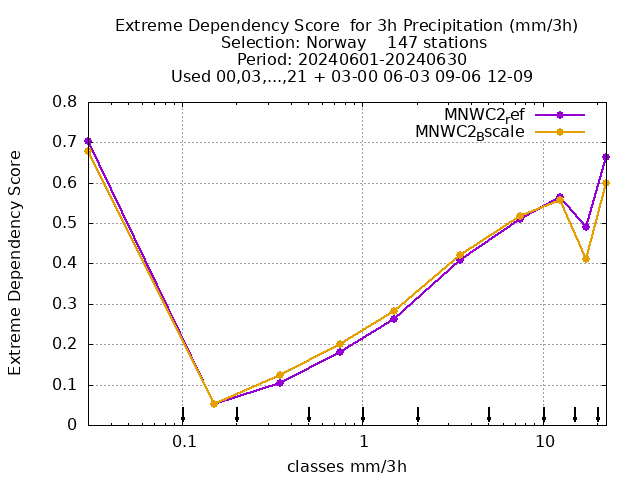 Extreme Dependency Score  for 3h Precipitation (mm/3h)
Selection: Norway    147 stations
Period: 20240601-20240630
Used 00,03,...,21 + 03-00 06-03 09-06 12-09
MNWC2ref
MNWC2Bscale
Extreme Dependency Score
0.8
0.7
0.6
0.5
0.4
0.3
0.2
0.1
0
0.1 1 10
classes mm/3h